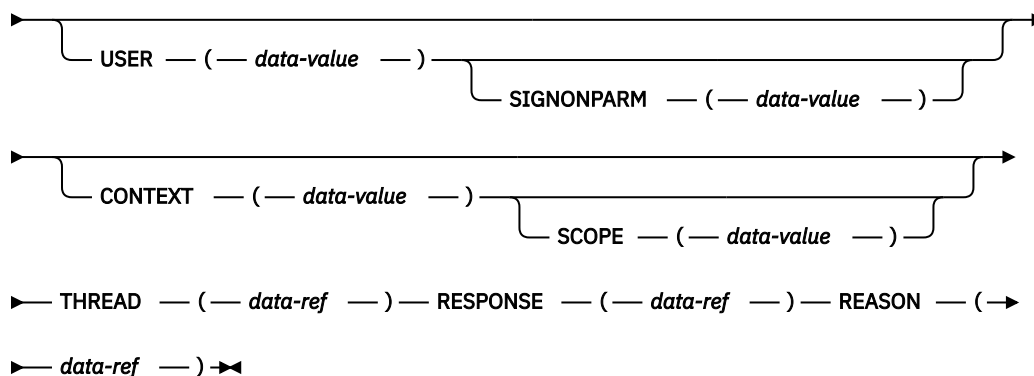 USER ( data-value )
SIGNONPARM ( data-value )
CONTEXT ( data-value )
SCOPE ( data-value )
THREAD ( data-ref ) RESPONSE ( data-ref ) REASON (
data-ref )